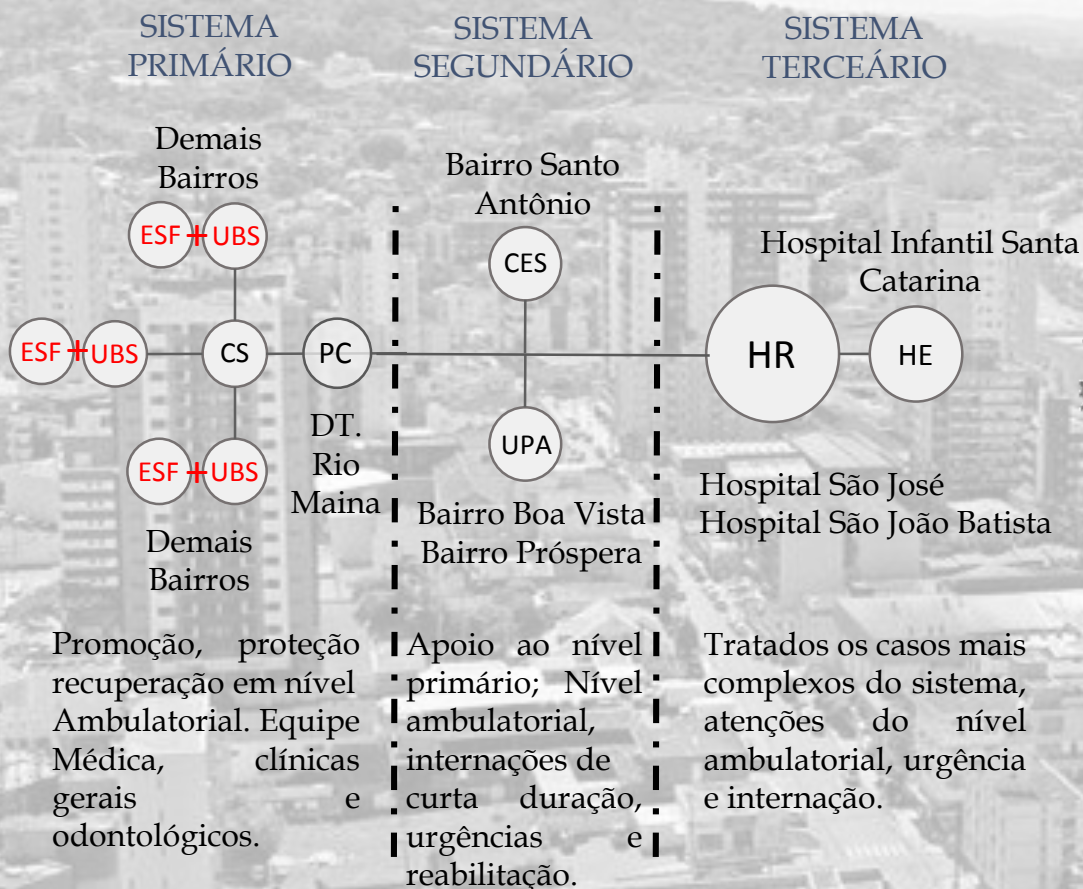 SISTEMA
PRIMÁRIO
Demais
Bairros
ESF + UBS
ESF + UBS
CS
PC
ESF + UBS
DT.
Rio
Maina
Demais
Bairros
Promoção, proteção
recuperação em nível
Ambulatorial. Equipe
Médica, clínicas
gerais e
odontológicos.
SISTEMA
SEGUNDÁRIO
Bairro Santo
Antônio
CES
UPA
Bairro Boa Vista
Bairro Próspera
Apoio ao nível
primário; Nível
ambulatorial,
internações de
curta duração,
urgências e
reabilitação.
SISTEMA
TERCEÁRIO
Hospital Infantil Santa
Catarina
HR
HE
Hospital São José
Hospital São João Batista
Tratados os casos mais
complexos do sistema,
atenções do nível
ambulatorial, urgência
e internação.